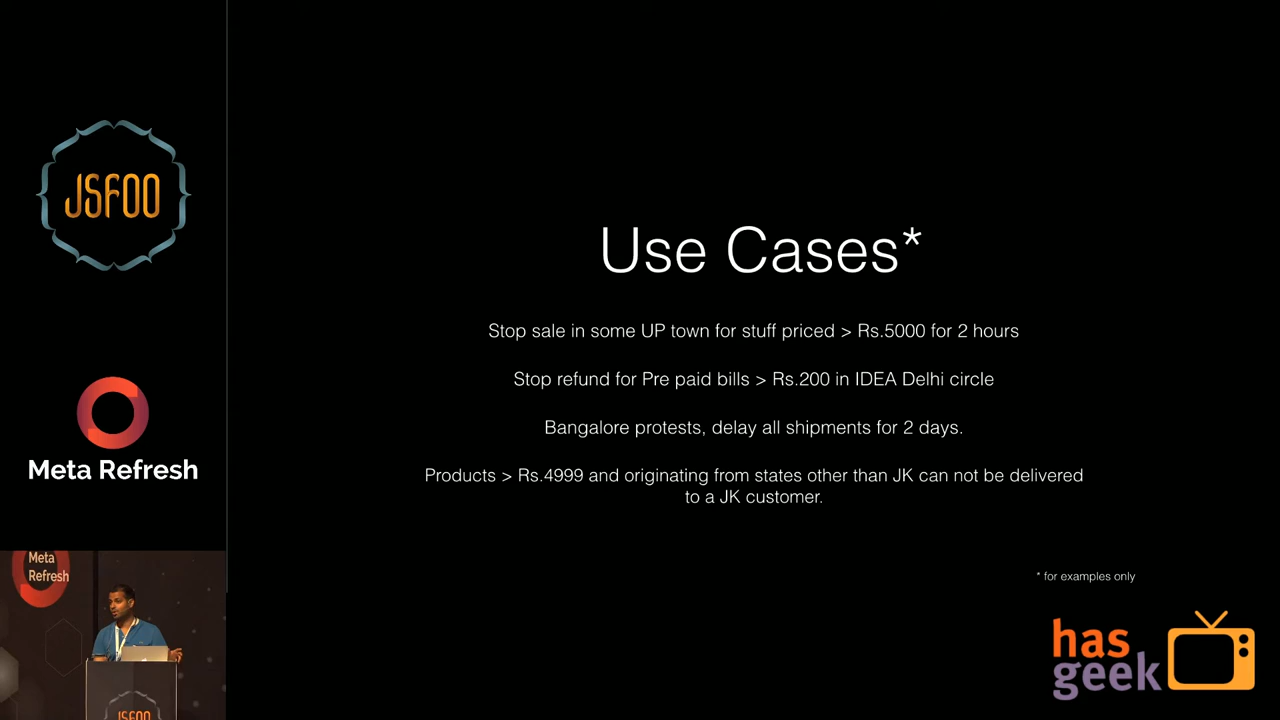 JSFOO
Meta Refresh
Meta
Refresh
JSFOO
Use Cases*
Stop sale in some UP town for stuff priced > Rs.5000 for 2 hours
Stop refund for Pre paid bills > Rs.200 in IDEA Delhi circle
Bangalore protests, delay all shipments for 2 days.
Products > Rs.4999 and originating from states other than JK can not be delivered
to a JK customer.
* for examples only
has
geek